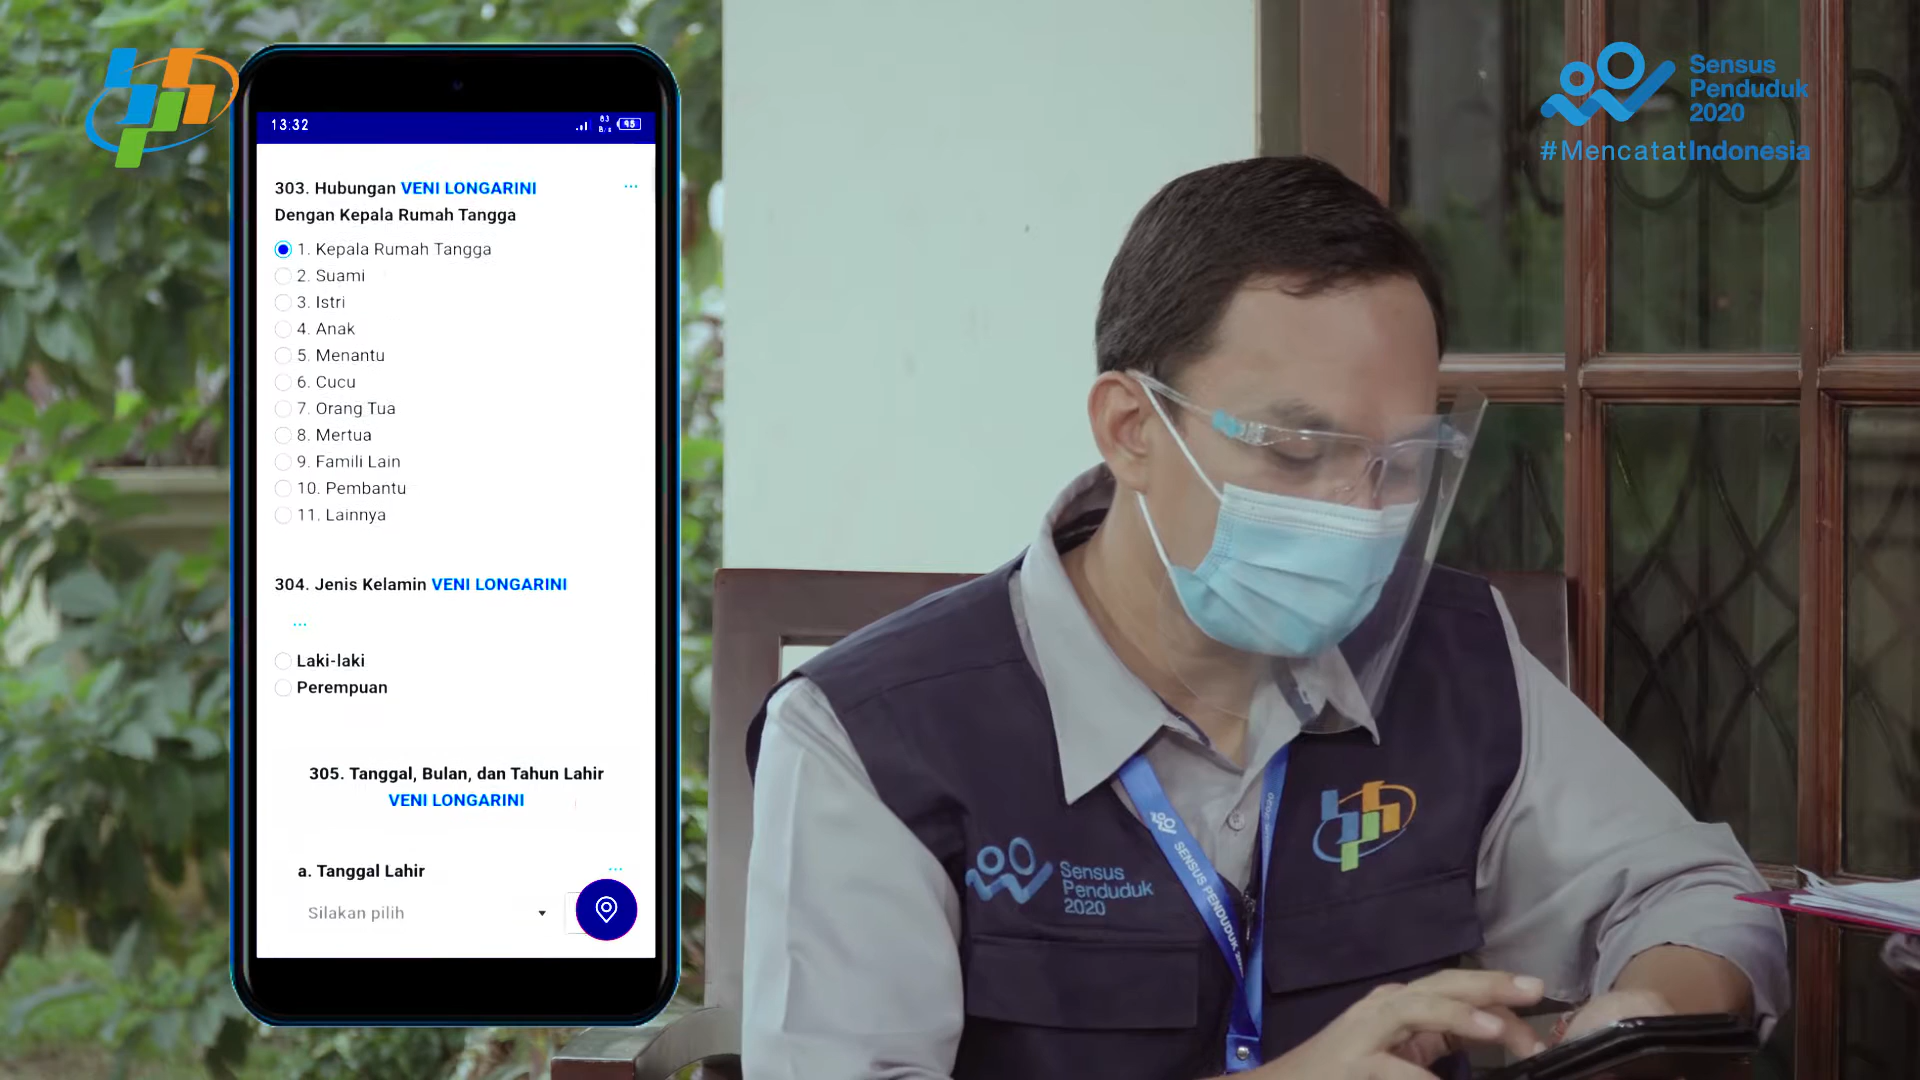 13:32
83
B/s
95
303. Hubungan VENI LONGARINI
Dengan Kepala Rumah Tangga
1. Kepala Rumah Tangga
2. Suami
3. Istri
4. Anak
5. Menantu
6. Cucu
7. Orang Tua
8. Mertua
9. Famili Lain
10. Pembantu
11. Lainnya
304. Jenis Kelamin VENI LONGARINI
...
Laki-laki
Perempuan
305. Tanggal, Bulan, dan Tahun Lahir
VENI LONGARINI
a. Tanggal Lahir
Silakan pilih
Sensus
Penduduk
2020
#MencatatIndonesia
Sensus
Penduduk
2020
SENSUS PENDUDUK